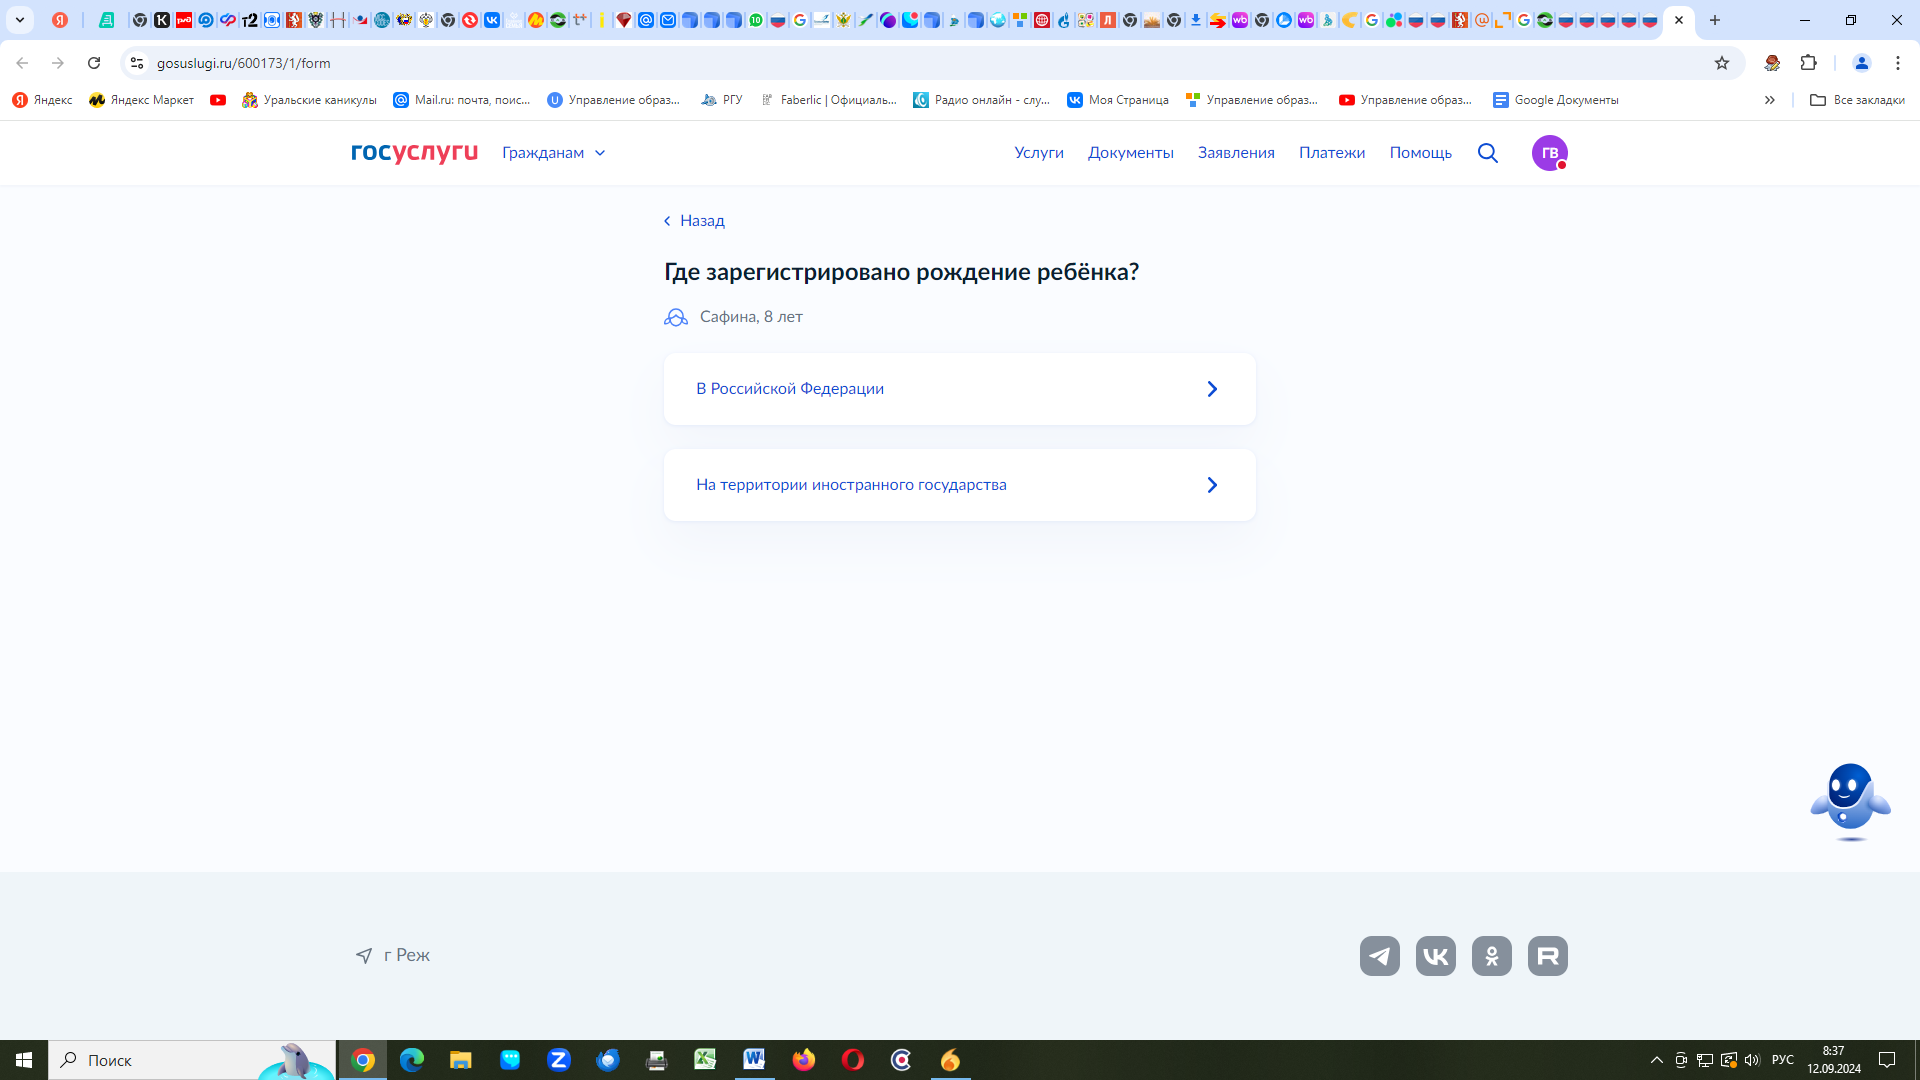 gosuslugi.ru/600173/1/form
Яндекс
Яндекс Маркет
Уральские каникулы
Mail.ru: почта, поис...
Управление образ...
РГУ
Faberlic | Официаль...
Радио онлайн - слу...
Моя Страница
Управление образ...
Управление образ...
Google Документы
Все закладки
госуслуги
Гражданам
Услуги
Документы
Заявления
Платежи
Помощь
ГВ
Назад
Где зарегистрировано рождение ребёнка?
Сафина, 8 лет
В Российской Федерации
На территории иностранного государства
г Реж
Поиск
РУС
8:37
12.09.2024